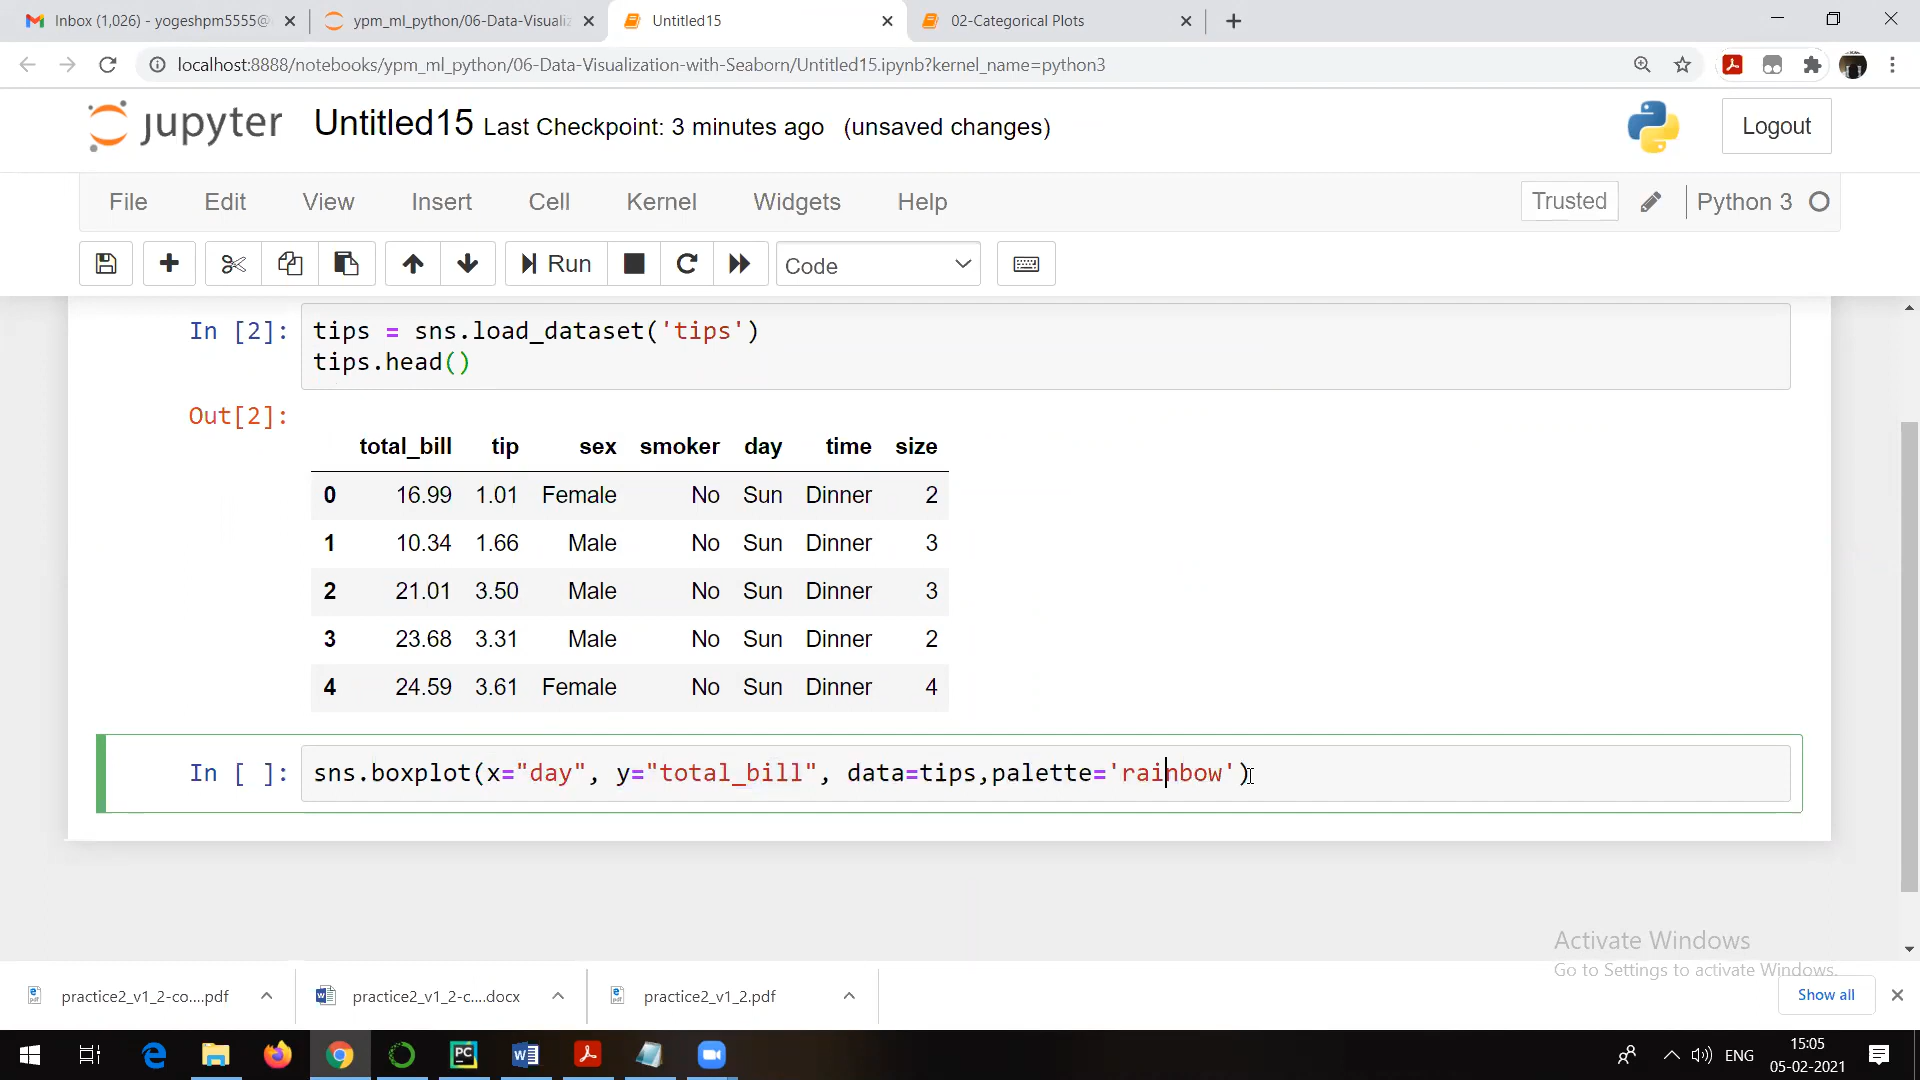 Inbox (1,026) - yogeshpm5555@
ypm_ml_python/06-Data-Visualiz
Untitled15
02-Categorical Plots
localhost:8888/notebooks/ypm_ml_python/06-Data-Visualization-with-Seaborn/Untitled15.ipynb?kernel_name=python3
jupyter Untitled15 Last Checkpoint: 3 minutes ago (unsaved changes)
Logout
File Edit View Insert Cell Kernel Widgets Help
Trusted
Python 3
Run
Code
In [2]: tips = sns.load_dataset('tips')
tips.head()
Out[2]:
total_bill tip sex smoker day time size
0 16.99 1.01 Female No Sun Dinner 2
1 10.34 1.66 Male No Sun Dinner 3
2 21.01 3.50 Male No Sun Dinner 3
3 23.68 3.31 Male No Sun Dinner 2
4 24.59 3.61 Female No Sun Dinner 4
In [ ]: sns.boxplot(x="day", y="total_bill", data=tips,palette='rainbow')
Activate Windows
Go to Settings to activate Windows.
practice2_v1_2-co....pdf
practice2_v1_2-c....docx
practice2_v1_2.pdf
Show all
PC
ENG
15:05
05-02-2021